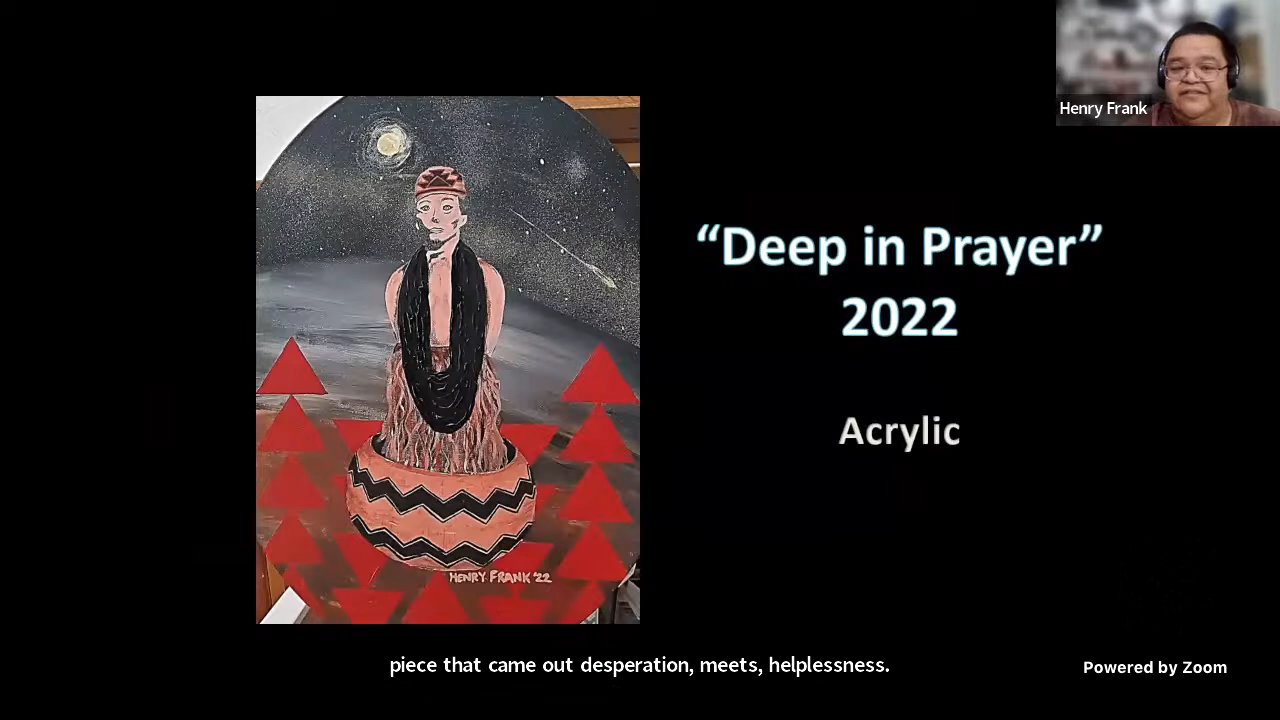 Henry Frank
“Deep in Prayer”
2022
Acrylic
HENRY FRANK '22
piece that came out desperation, meets, helplessness.
Powered by Zoom